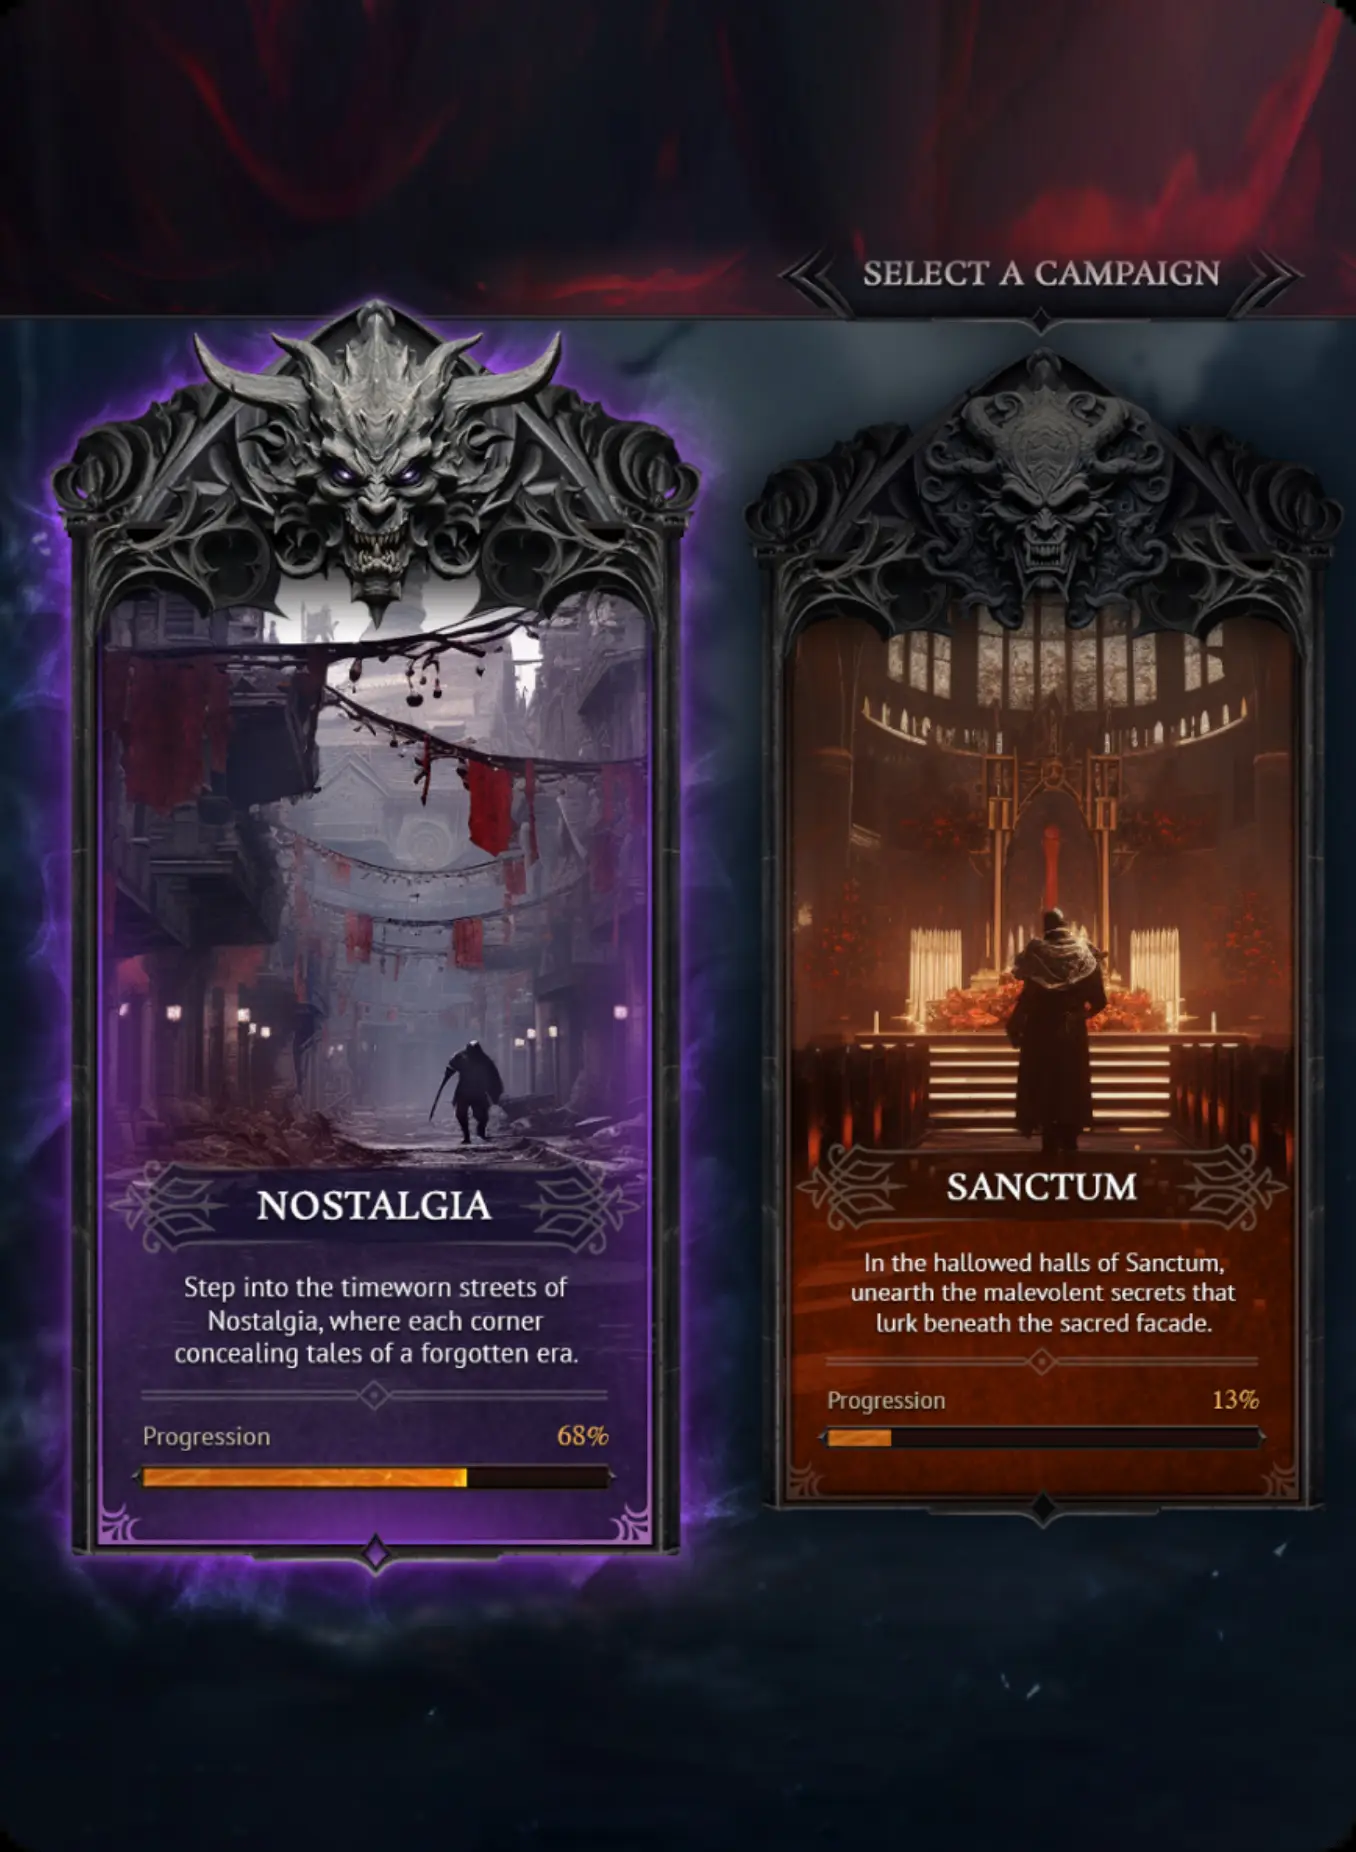 SELECT A CAMPAIGN
NOSTALGIA
Step into the timeworn streets of
Nostalgia, where each corner
concealing tales of a forgotten era.
Progression 68%
SANCTUM
In the hallowed halls of Sanctum,
unearth the malevolent secrets that
lurk beneath the sacred facade.
Progression 13%